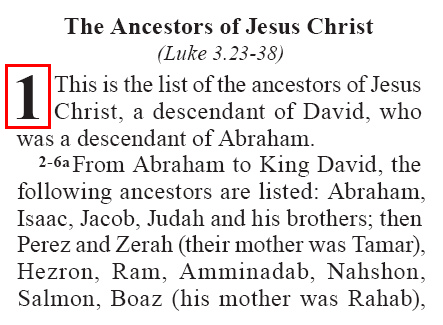 The Ancestors of Jesus Christ
(Luke 3.23-38)
1 This is the list of the ancestors of Jesus
Christ, a descendant of David, who
was a descendant of Abraham.
2-6a From Abraham to King David, the
following ancestors are listed: Abraham,
Isaac, Jacob, Judah and his brothers; then
Perez and Zerah (their mother was Tamar),
Hezron, Ram, Amminadab, Nahshon,
Salmon, Boaz (his mother was Rahab),